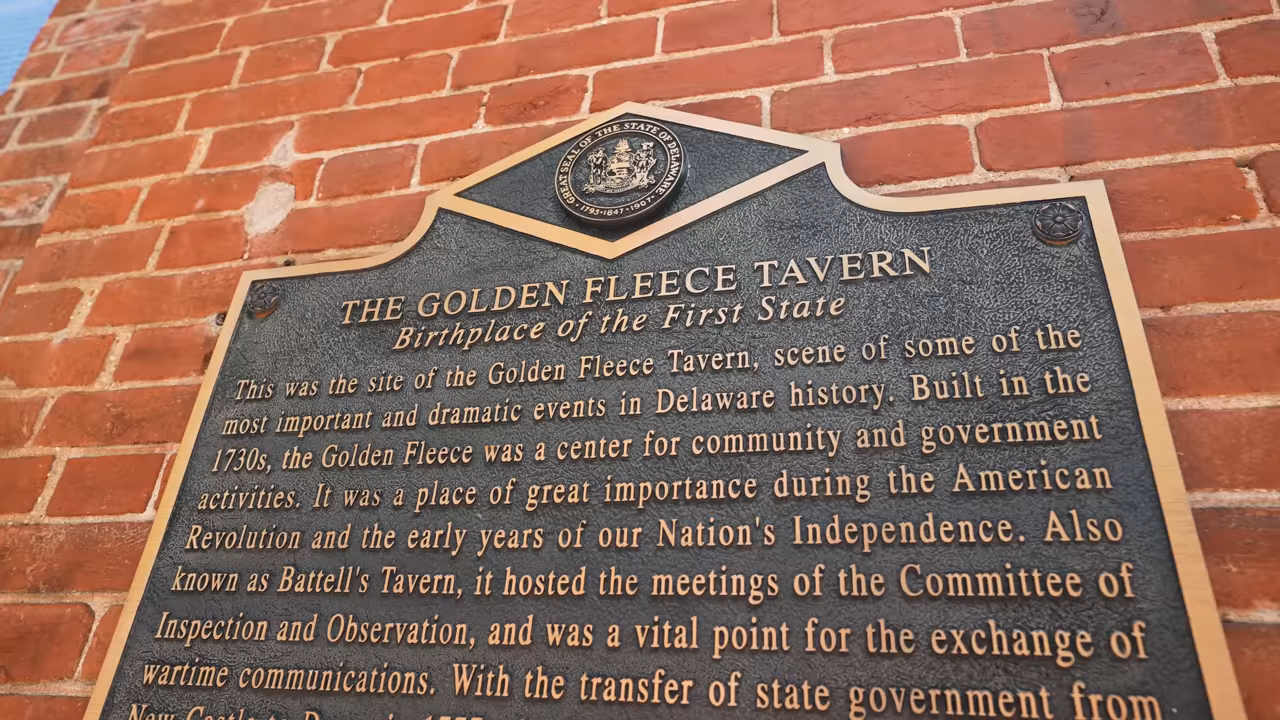 GREAT SEAL OF THE STATE OF DELAWARE
1793·1847·1907
THE GOLDEN FLEECE TAVERN
Birthplace of the First State
This was the site of the Golden Fleece Tavern, scene of some of the
most important and dramatic events in Delaware history. Built in the
1730s, the Golden Fleece was a center for community and government
activities. It was a place of great importance during the American
Revolution and the early years of our Nation's Independence. Also
known as Battell's Tavern, it hosted the meetings of the Committee of
Inspection and Observation, and was a vital point for the exchange of
wartime communications. With the transfer of state government from
New Castle to Dover in